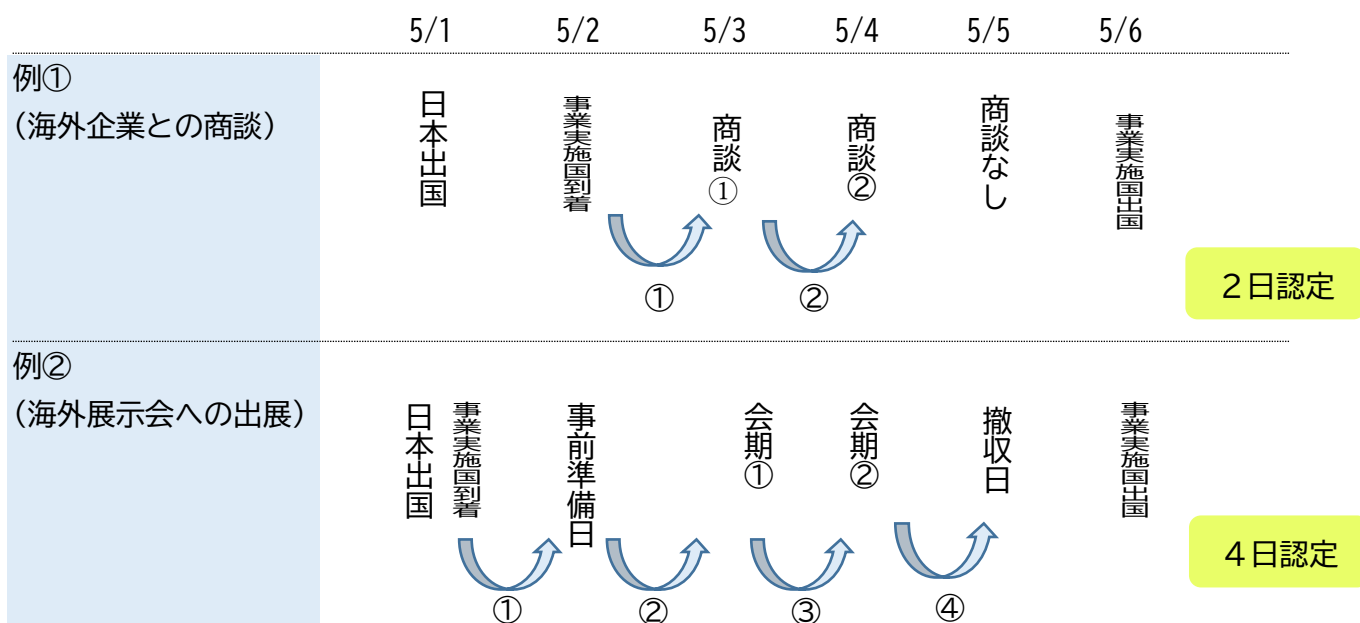 5/1 5/2 5/3 5/4 5/5 5/6
例①
(海外企業との商談)
日本出国
事業実施国到着
商談①
商談②
商談なし
事業実施国出国
① ②
2日認定
例②
(海外展示会への出展)
日本出国
事業実施国到着
事前準備日
会期①
会期②
撤収日
事業実施国出国
① ② ③ ④
4日認定